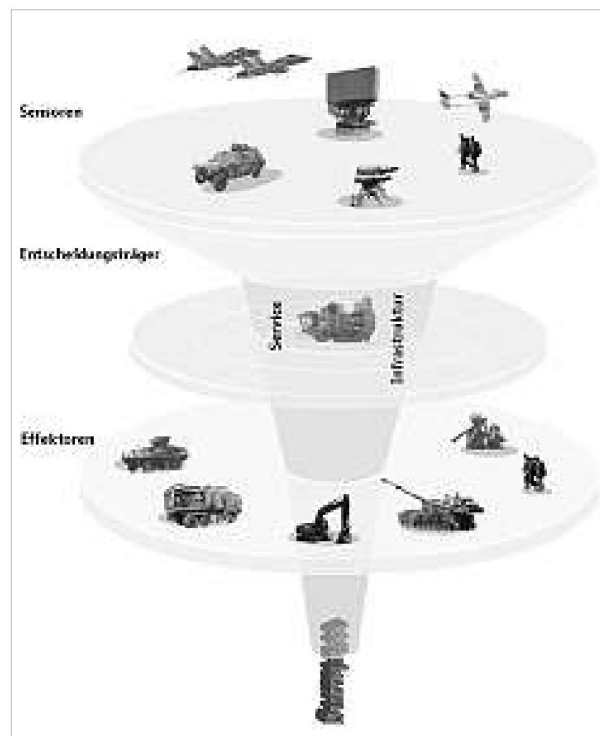 Sensoren
Entscheidungsträger
Service
Infrastruktur
Effektoren